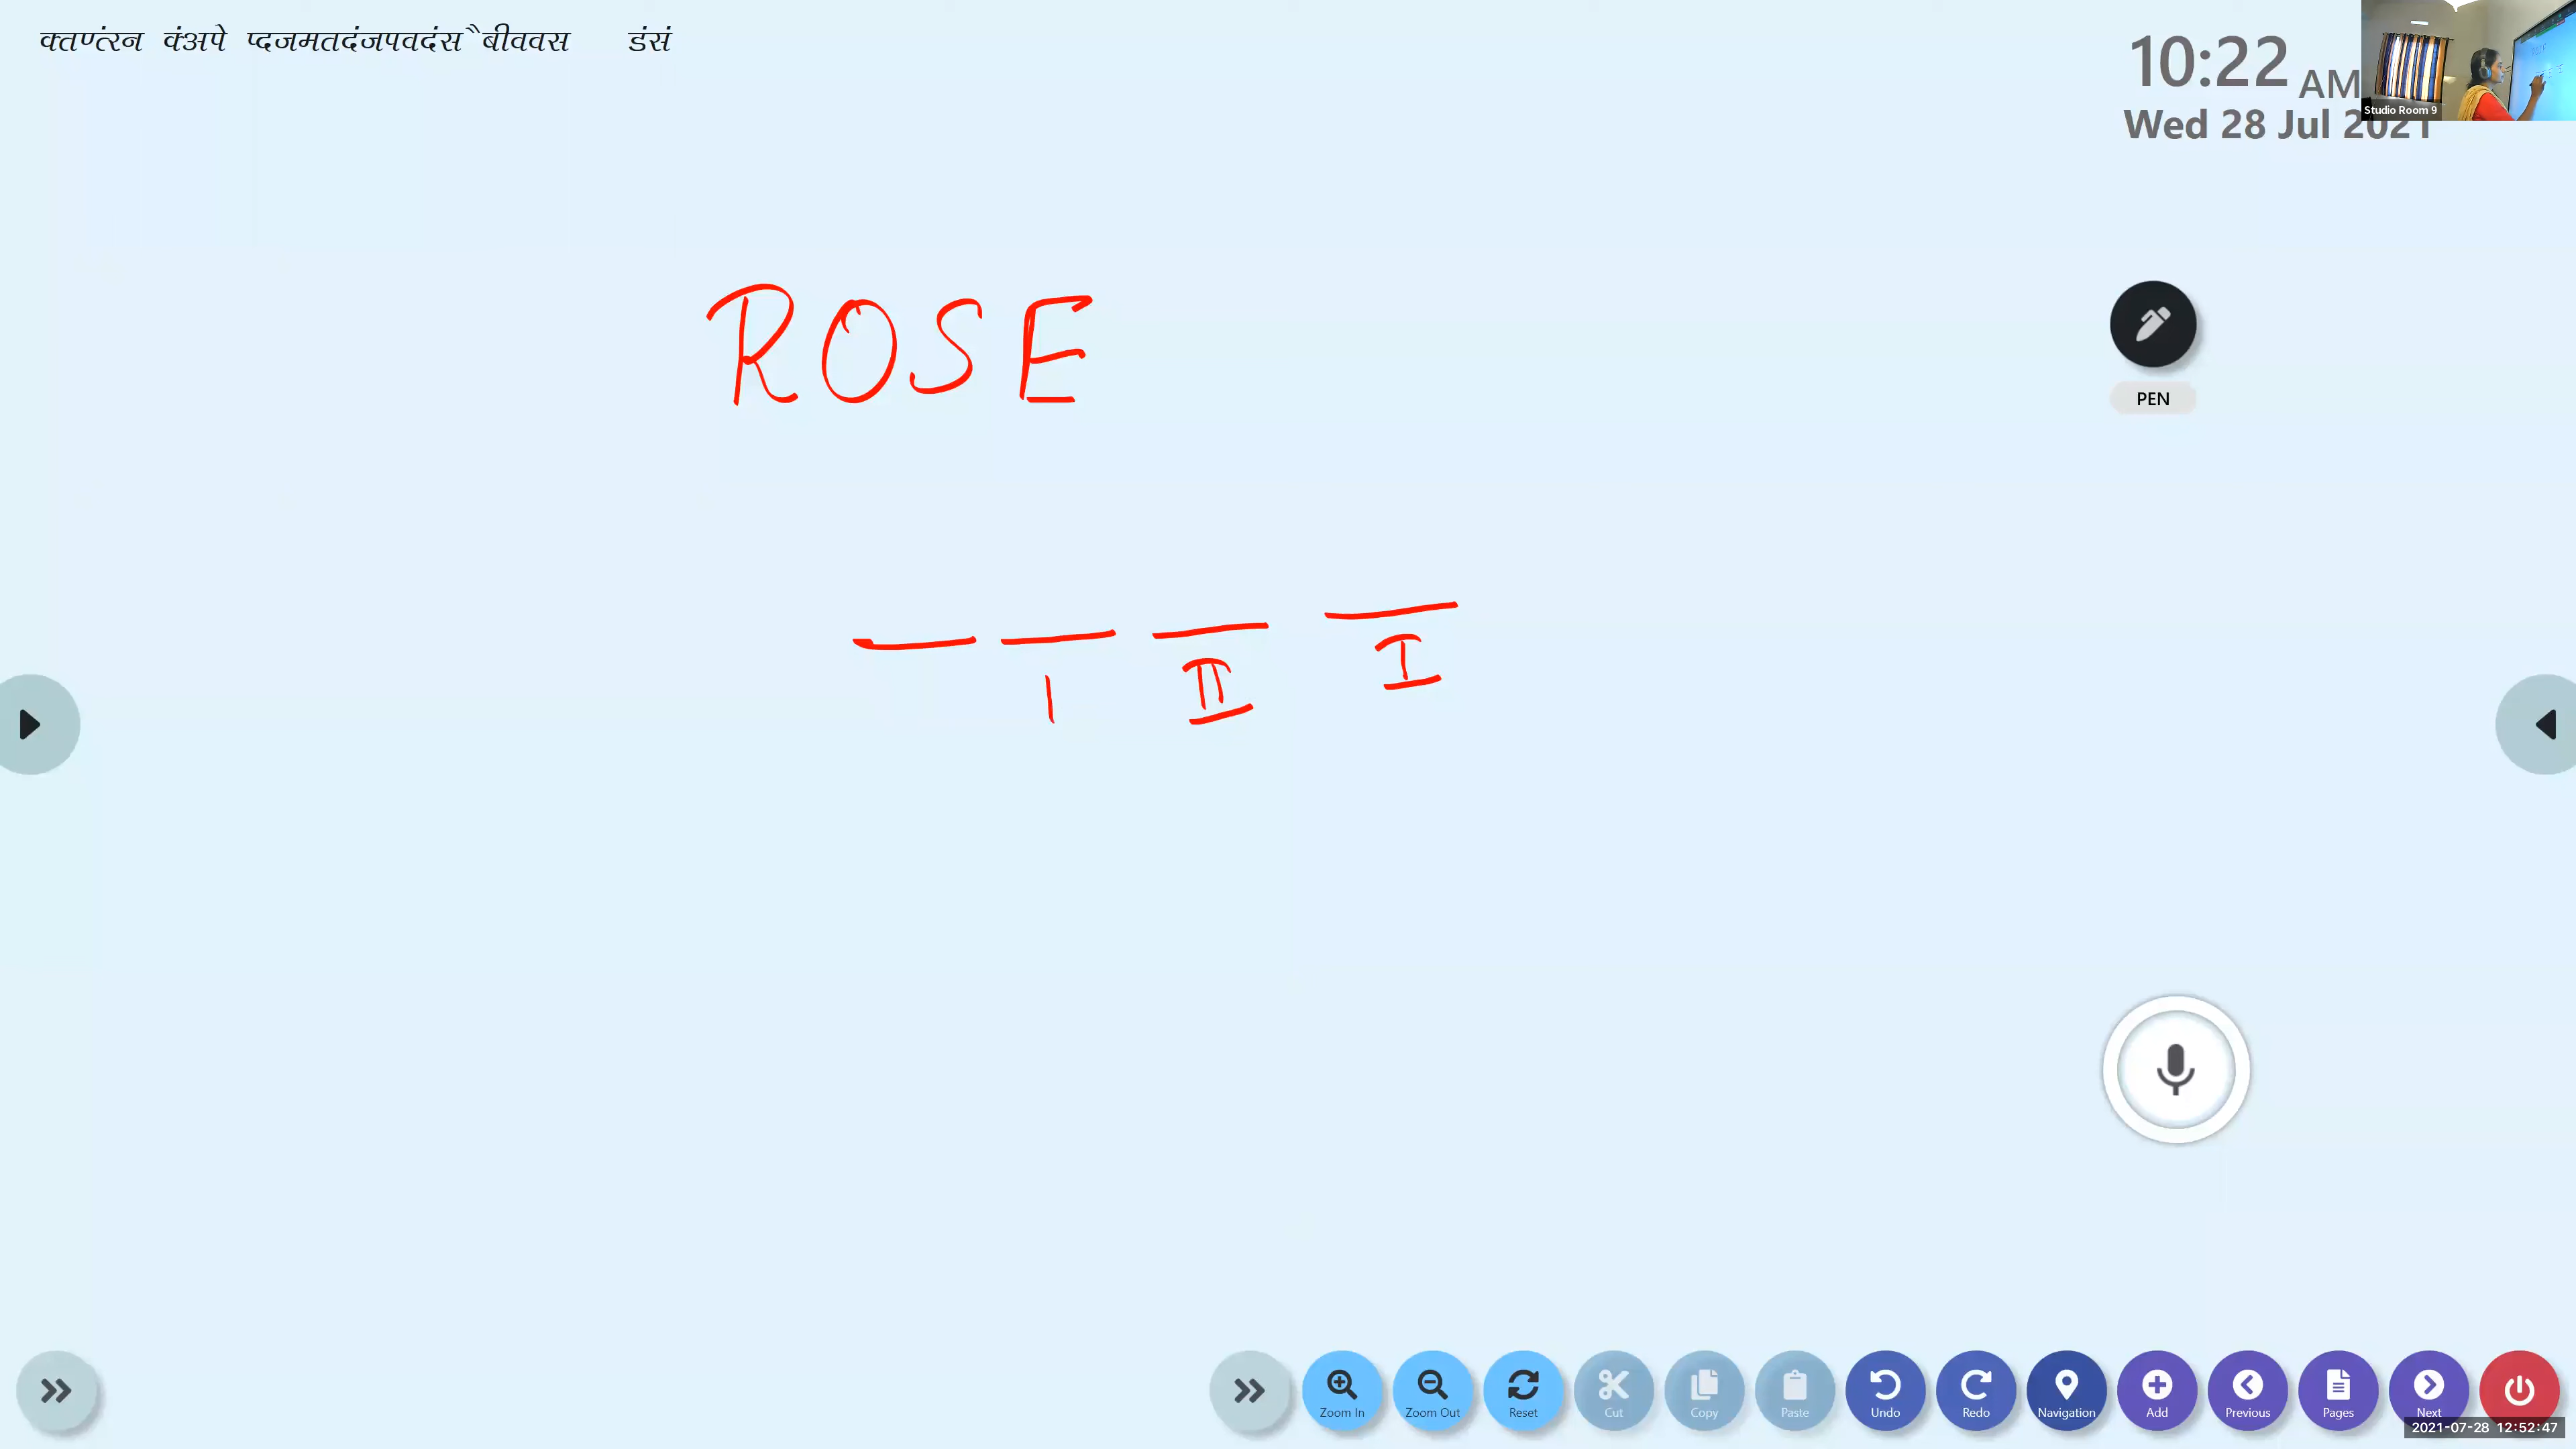 क्तण्त्ंरन क्ंअपे प्दजमतदंजपवदंस ैबीववस डंसं
10:22 AM
Studio Room 9
Wed 28 Jul 2021
ROSE
PEN
I II I
Zoom In Zoom Out Reset Cut Copy Paste Undo Redo Navigation Add Previous Pages Next
2021-07-28 12:52:47